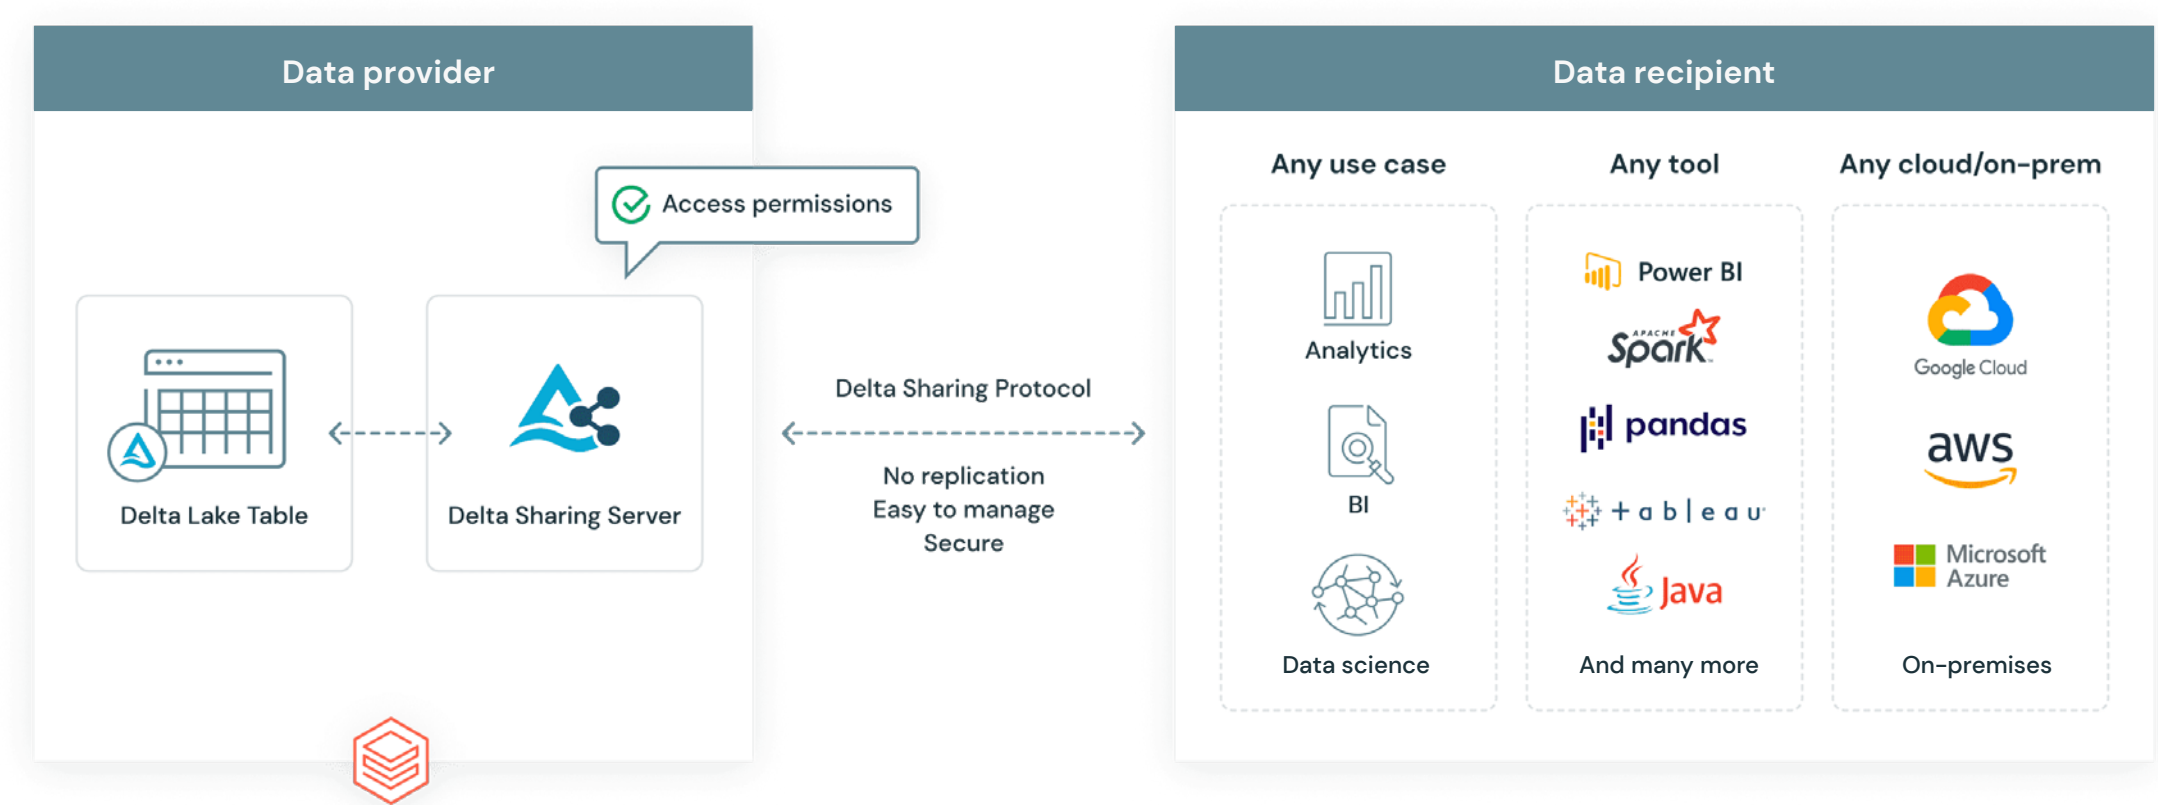 Data provider
Access permissions
Delta Lake Table
Delta Sharing Server
Delta Sharing Protocol
No replication
Easy to manage
Secure
Data recipient
Any use case
Analytics
BI
Data science
Any tool
Power BI
APACHE
Spark™
pandas
+ableau
Java
And many more
Any cloud/on-prem
Google Cloud
aws
Microsoft
Azure
On-premises